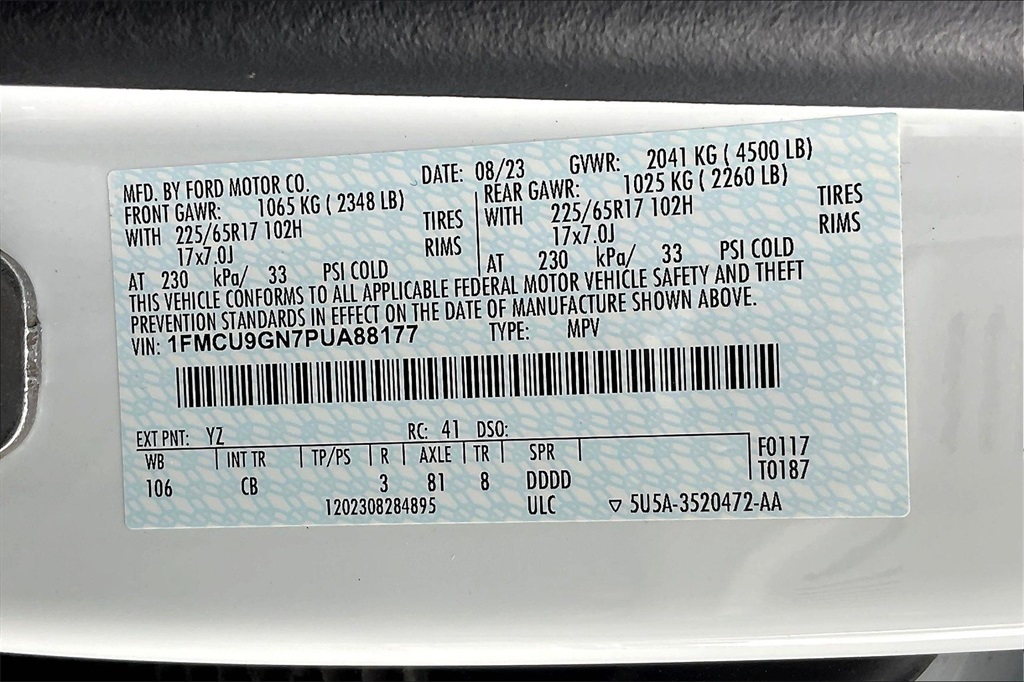 MFD. BY FORD MOTOR CO. DATE: 08/23 GVWR: 2041 KG ( 4500 LB)
FRONT GAWR: 1065 KG ( 2348 LB) REAR GAWR: 1025 KG ( 2260 LB)
WITH 225/65R17 102H TIRES WITH 225/65R17 102H TIRES
17x7.0J RIMS 17x7.0J RIMS
AT 230 kPa/ 33 PSI COLD AT 230 kPa/ 33 PSI COLD
THIS VEHICLE CONFORMS TO ALL APPLICABLE FEDERAL MOTOR VEHICLE SAFETY AND THEFT
PREVENTION STANDARDS IN EFFECT ON THE DATE OF MANUFACTURE SHOWN ABOVE.
VIN: 1FMCU9GN7PUA88177 TYPE: MPV
EXT PNT: YZ RC: 41 DSO:
WB INT TR TP/PS R AXLE TR SPR F0117
106 CB 3 81 8 DDDD T0187
1202308284895 ULC ▽ 5U5A-3520472-AA